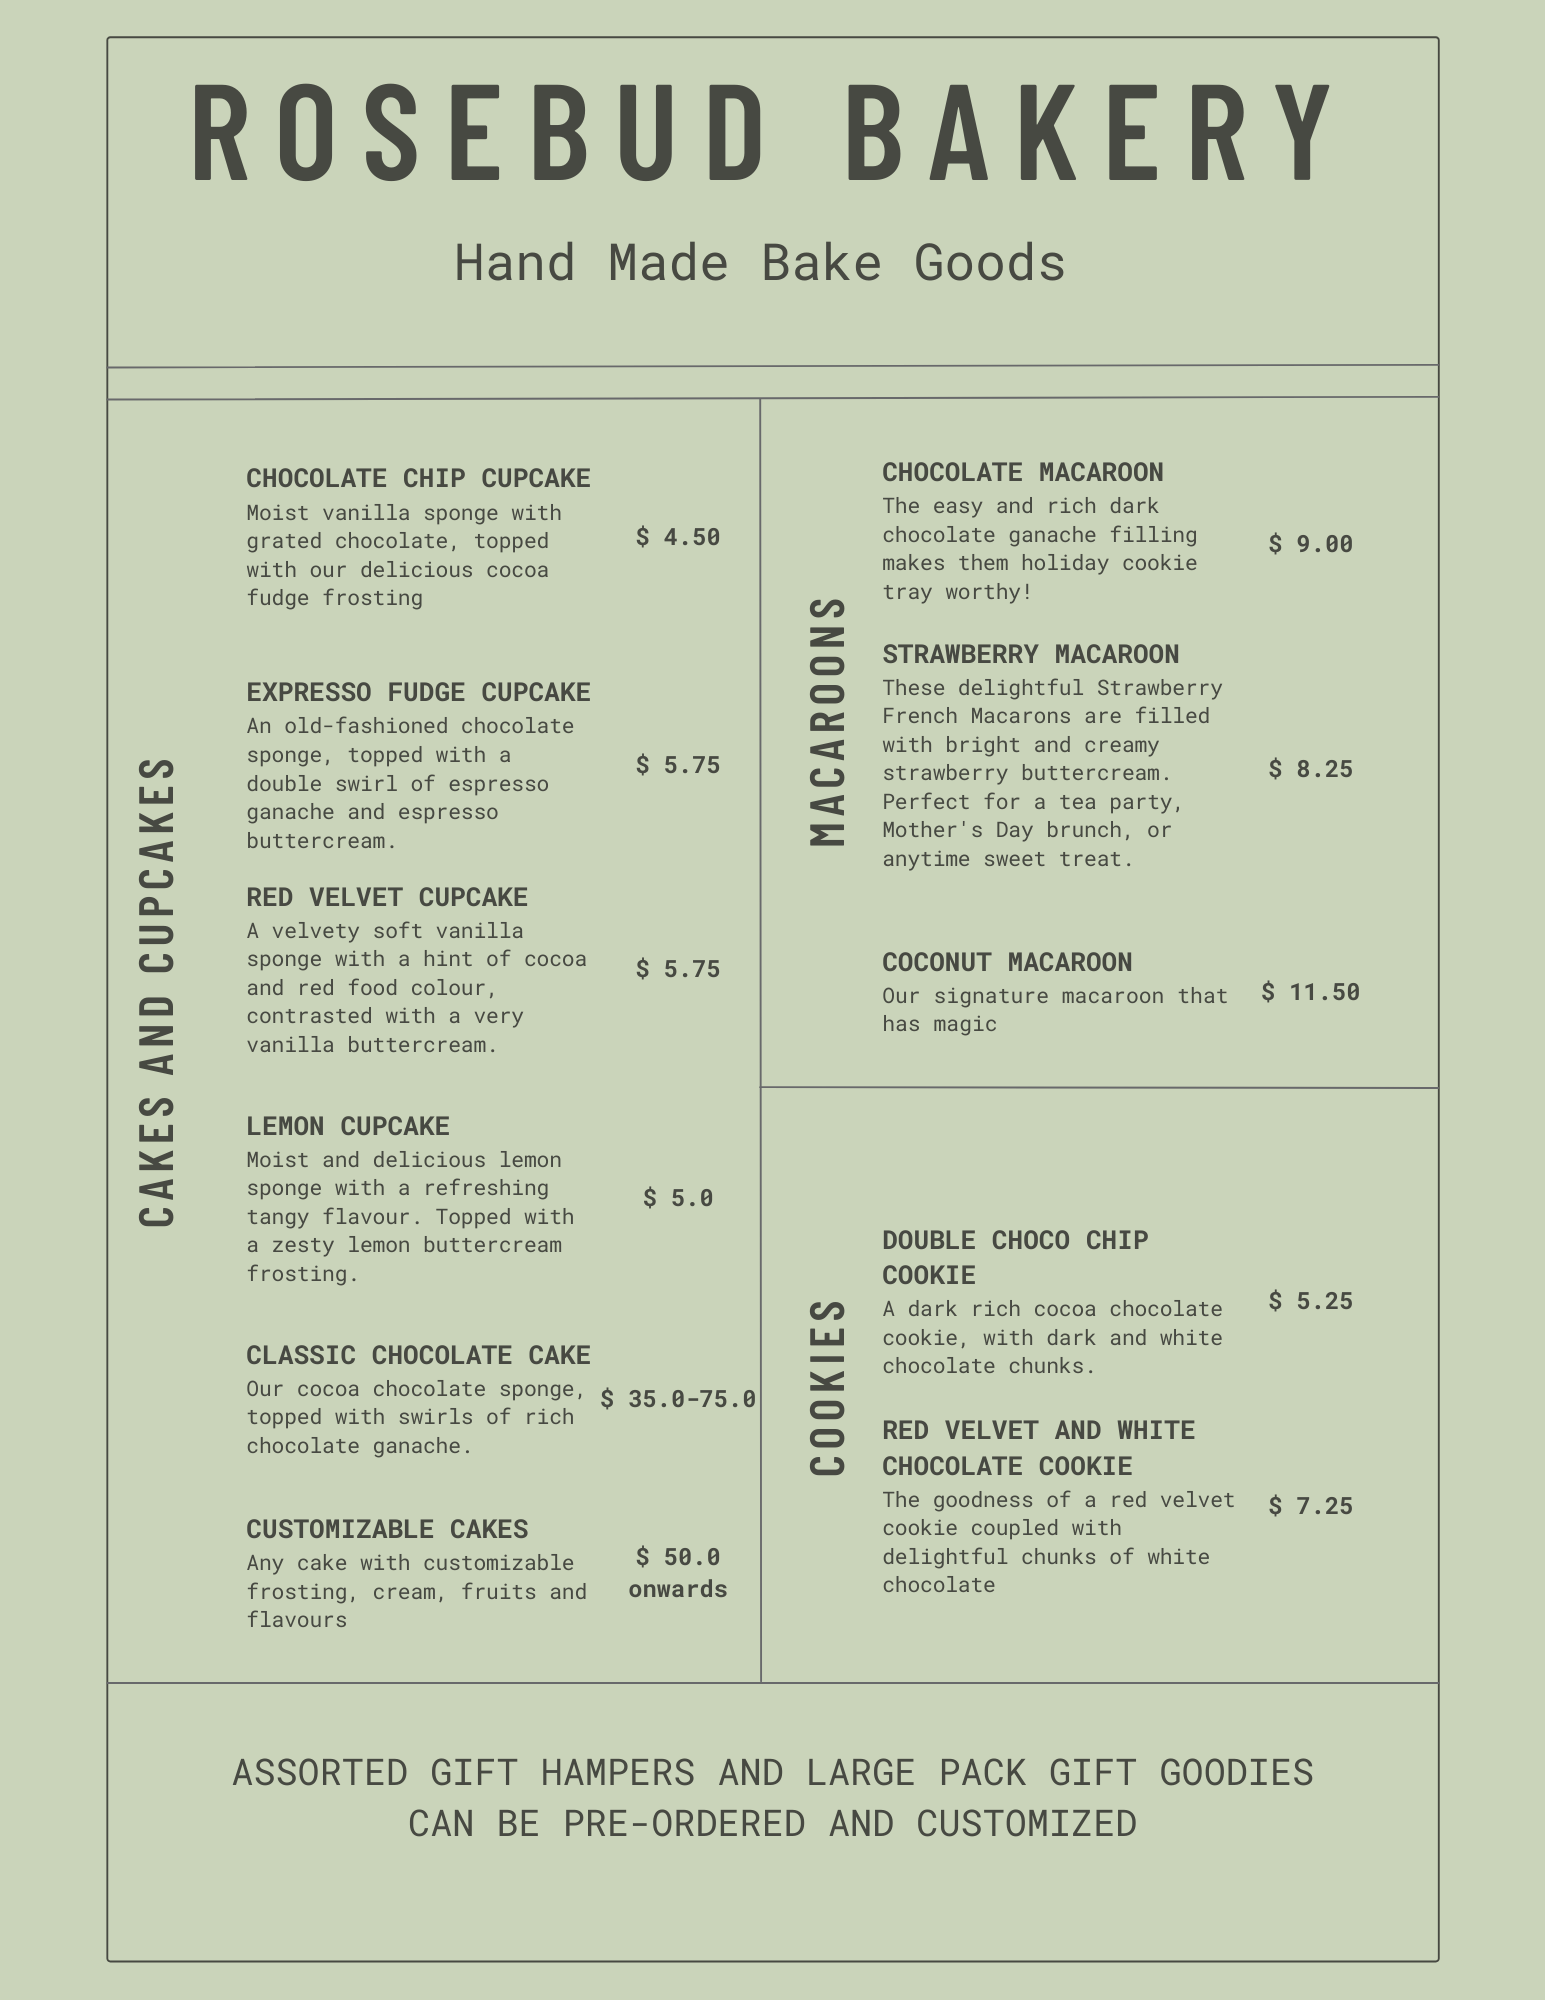 ROSEBUD BAKERY
Hand Made Bake Goods
CAKES AND CUPCAKES
CHOCOLATE CHIP CUPCAKE
Moist vanilla sponge with
grated chocolate, topped
with our delicious cocoa
fudge frosting
$ 4.50
EXPRESSO FUDGE CUPCAKE
An old-fashioned chocolate
sponge, topped with a
double swirl of espresso
ganache and espresso
buttercream.
$ 5.75
RED VELVET CUPCAKE
A velvety soft vanilla
sponge with a hint of cocoa
and red food colour,
contrasted with a very
vanilla buttercream.
$ 5.75
LEMON CUPCAKE
Moist and delicious lemon
sponge with a refreshing
tangy flavour. Topped with
a zesty lemon buttercream
frosting.
$ 5.0
CLASSIC CHOCOLATE CAKE
Our cocoa chocolate sponge,
topped with swirls of rich
chocolate ganache.
$ 35.0-75.0
CUSTOMIZABLE CAKES
Any cake with customizable
frosting, cream, fruits and
flavours
$ 50.0
onwards
MACAROONS
CHOCOLATE MACAROON
The easy and rich dark
chocolate ganache filling
makes them holiday cookie
tray worthy!
$ 9.00
STRAWBERRY MACAROON
These delightful Strawberry
French Macarons are filled
with bright and creamy
strawberry buttercream.
Perfect for a tea party,
Mother's Day brunch, or
anytime sweet treat.
$ 8.25
COCONUT MACAROON
Our signature macaroon that
has magic
$ 11.50
COOKIES
DOUBLE CHOCO CHIP
COOKIE
A dark rich cocoa chocolate
cookie, with dark and white
chocolate chunks.
$ 5.25
RED VELVET AND WHITE
CHOCOLATE COOKIE
The goodness of a red velvet
cookie coupled with
delightful chunks of white
chocolate
$ 7.25
ASSORTED GIFT HAMPERS AND LARGE PACK GIFT GOODIES
CAN BE PRE-ORDERED AND CUSTOMIZED